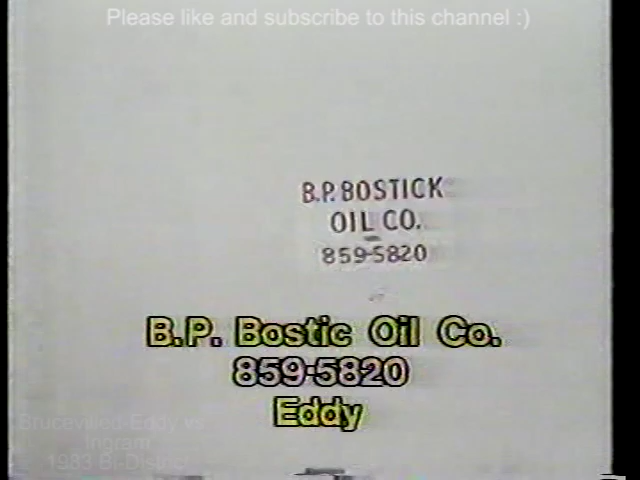 Please like and subscribe to this channel :)
B.P. BOSTICK
OIL CO.
859-5820
B.P. Bostic Oil Co.
859-5820
Eddy
Bruceville-Eddy vs
Ingram
1983 Bi-District